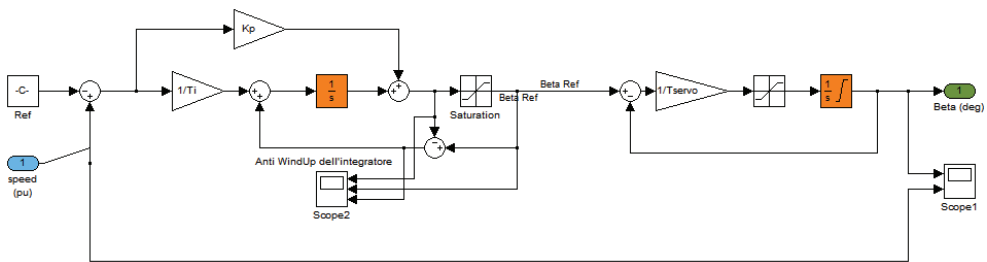 Kp
-C-
Ref
1/Ti
1
s
Saturation
Beta Ref
Beta Ref
1/Tservo
1
s
1
Beta (deg)
1
speed
(pu)
Anti WindUp dell'integratore
Scope2
Scope1